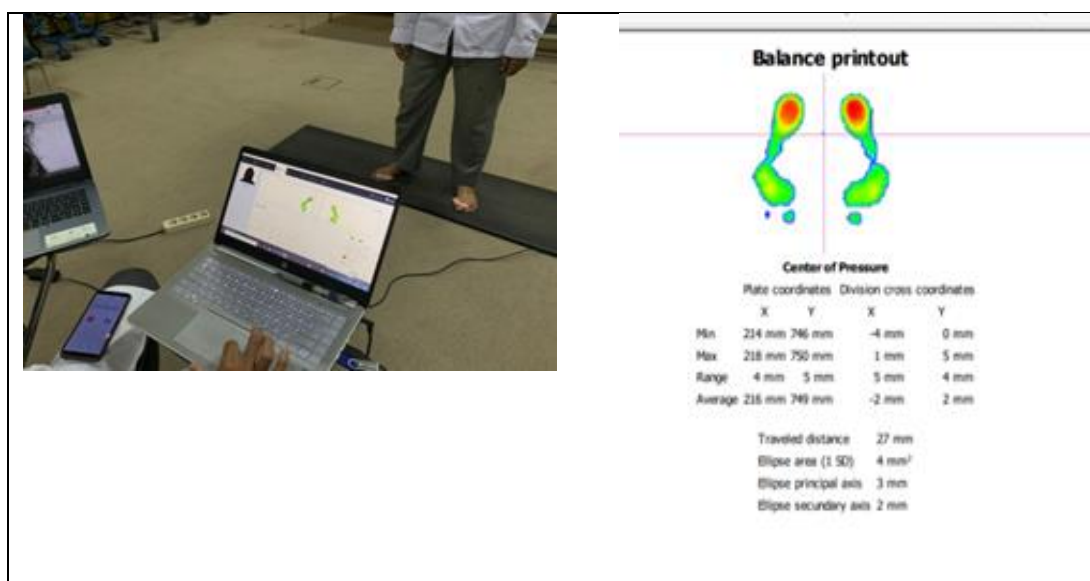 Balance printout
Center of Pressure
Plate coordinates Division cross coordinates
X Y X Y
Min 214 mm 746 mm -4 mm 0 mm
Max 218 mm 750 mm 1 mm 5 mm
Range 4 mm 5 mm 5 mm 4 mm
Average 216 mm 749 mm -2 mm 2 mm
Traveled distance 27 mm
Ellipse area (1 SD) 4 mm²
Ellipse principal axis 3 mm
Ellipse secundary axis 2 mm